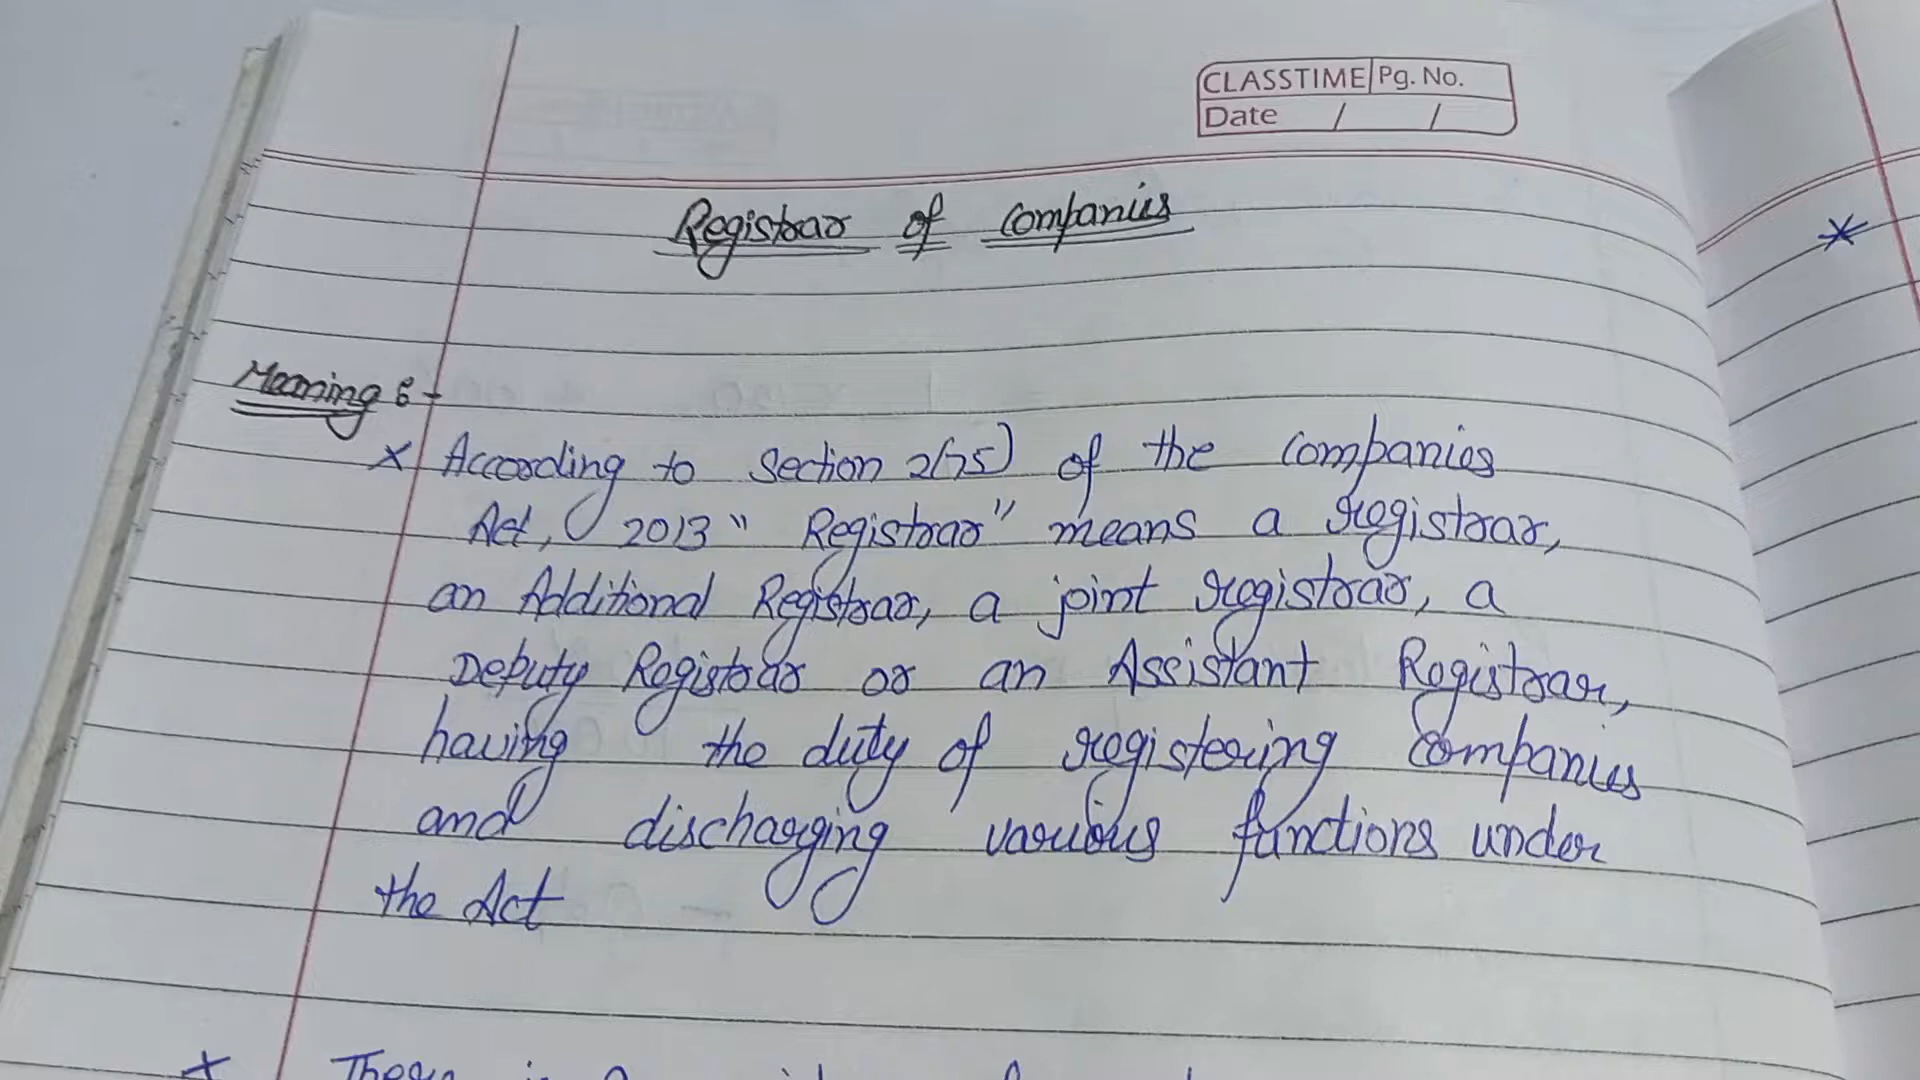 CLASSTIME Pg. No.
Date / /
Registrar of Companies
Meaning :-
x According to Section 2(75) of the Companies
Act, 2013 " Registrar" means a registrar,
an Additional Registrar, a joint registrar, a
Deputy Registrar or an Assistant Registrar,
having the duty of registering Companies
and discharging various functions under
the Act